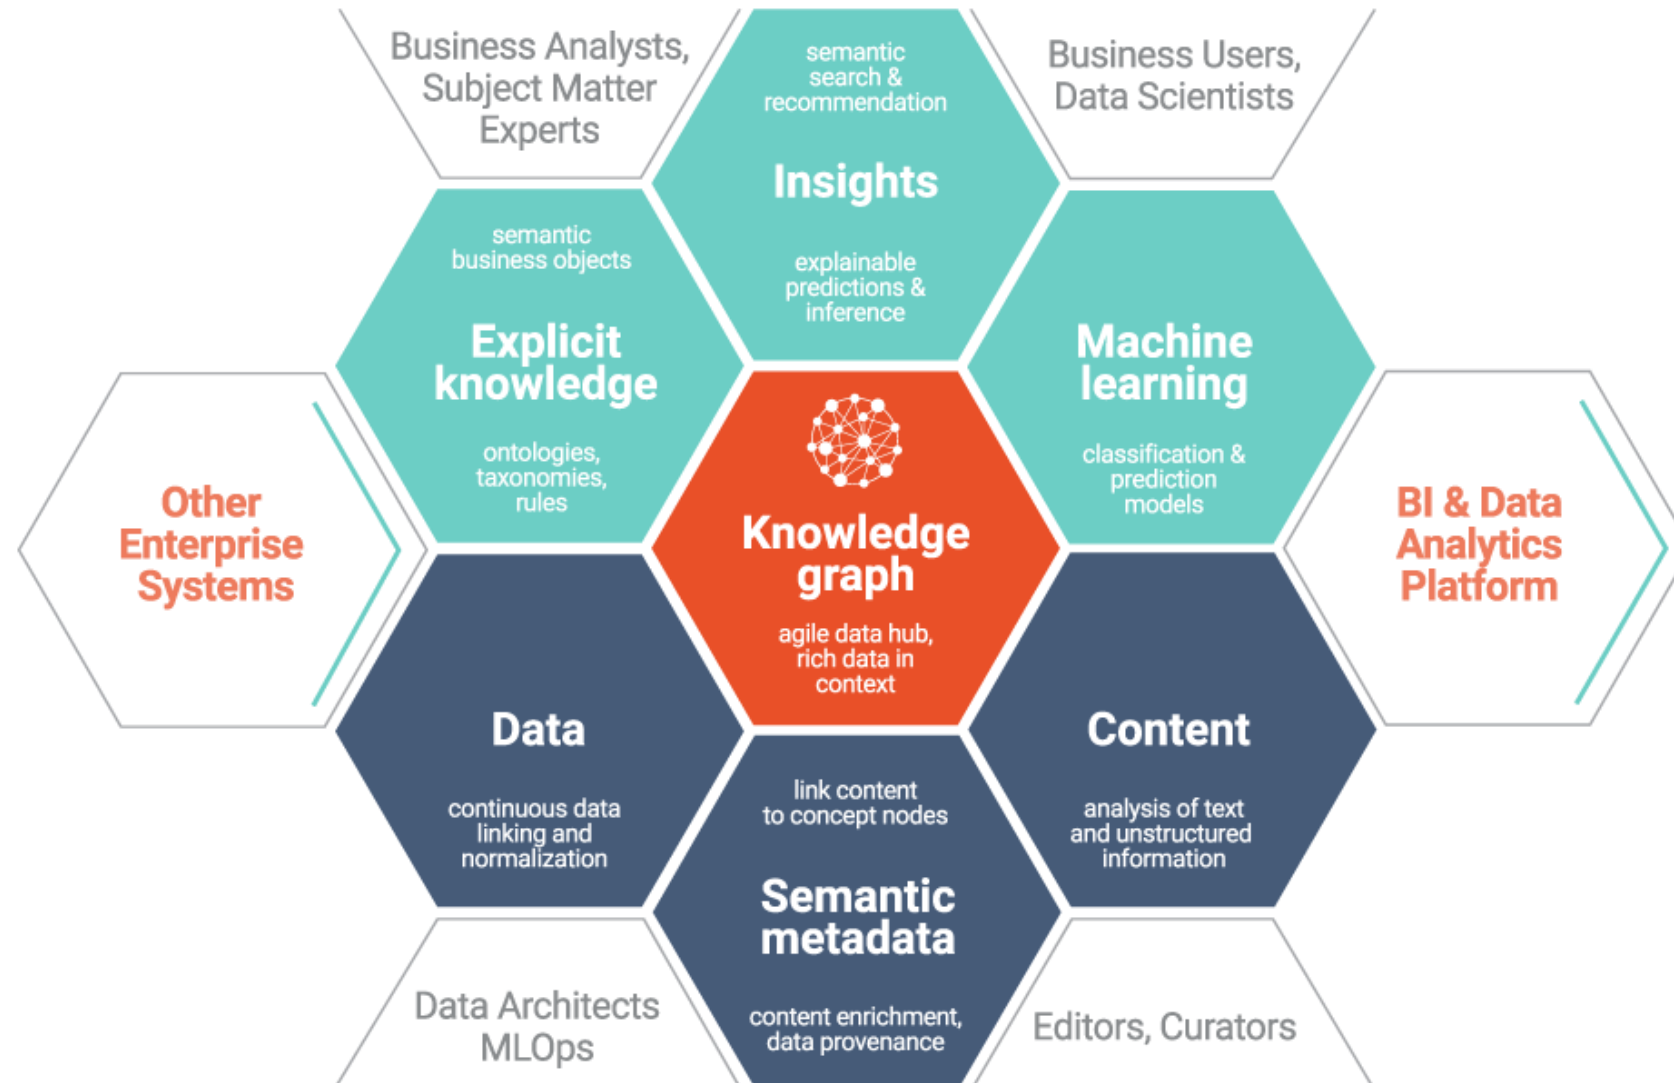 Business Analysts,
Subject Matter
Experts
semantic
search &
recommendation
Insights
explainable
predictions &
inference
Business Users,
Data Scientists
semantic
business objects
Explicit
knowledge
ontologies,
taxonomies,
rules
Machine
learning
classification &
prediction
models
Other
Enterprise
Systems
Knowledge
graph
agile data hub,
rich data in
context
BI & Data
Analytics
Platform
Data
continuous data
linking and
normalization
link content
to concept nodes
Semantic
metadata
content enrichment,
data provenance
Content
analysis of text
and unstructured
information
Data Architects
MLOps
Editors, Curators